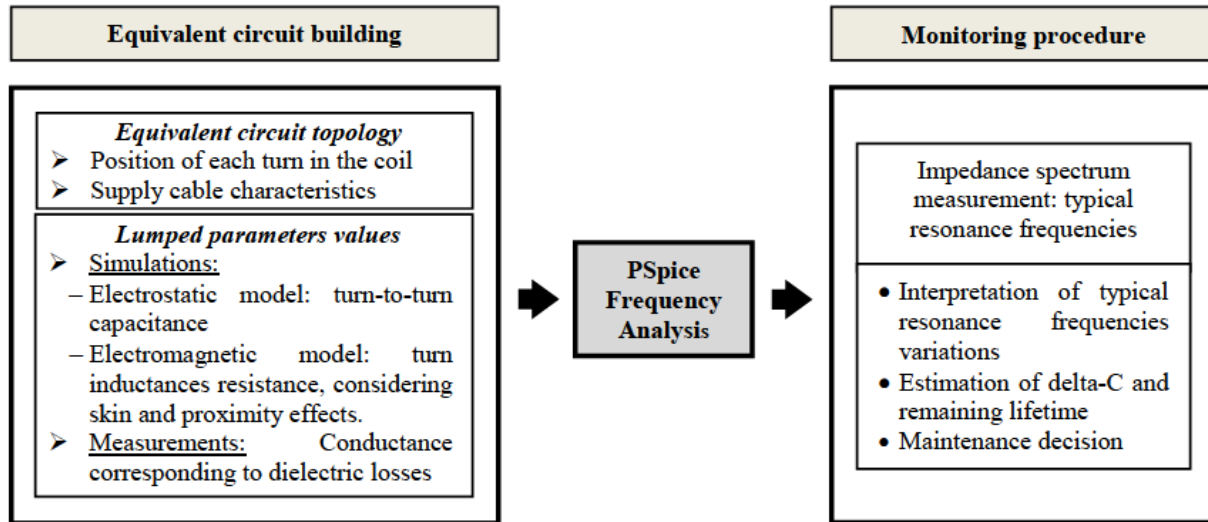 Equivalent circuit building
Equivalent circuit topology
➢ Position of each turn in the coil
➢ Supply cable characteristics
Lumped parameters values
➢ Simulations:
– Electrostatic model: turn-to-turn
capacitance
– Electromagnetic model: turn
inductances resistance, considering
skin and proximity effects.
➢ Measurements: Conductance
corresponding to dielectric losses
PSpice
Frequency
Analysis
Monitoring procedure
Impedance spectrum
measurement: typical
resonance frequencies
• Interpretation of typical
resonance frequencies
variations
• Estimation of delta-C and
remaining lifetime
• Maintenance decision